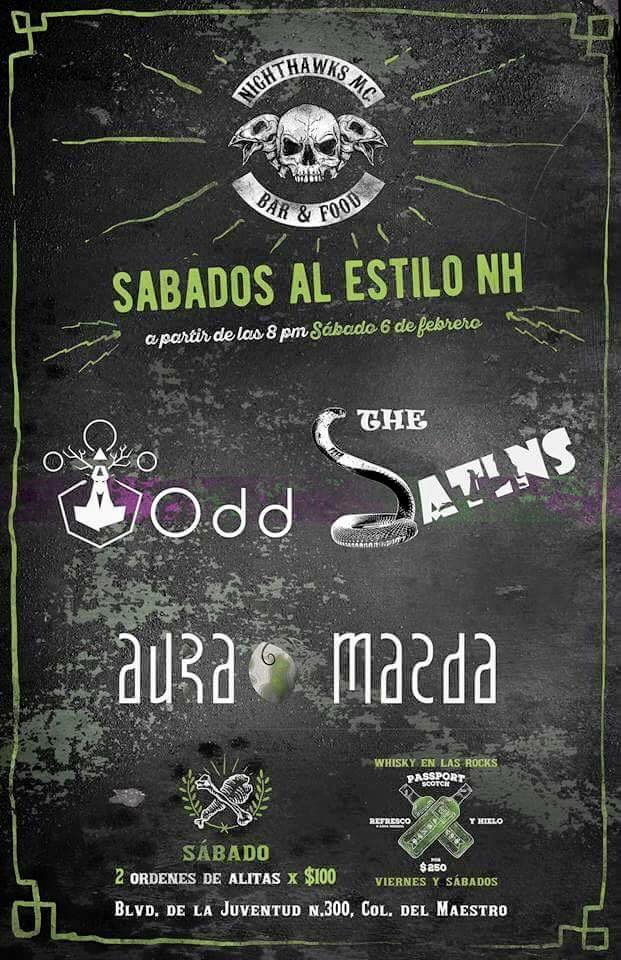 NIGHTHAWKS MC.
BAR & FOOD
SABADOS AL ESTILO NH
a partir de las 8 pm Sábado 6 de febrero
Odd
THE
SATINS
aura mazda
WHISKY EN LAS ROCKS
PASSPORT
SCOTCH
REFRESCO
Y HIELO
POR
$250
VIERNES Y SÁBADOS
SÁBADO
2 ORDENES DE ALITAS X $100
BLVD. DE LA JUVENTUD N.300, COL. DEL MAESTRO